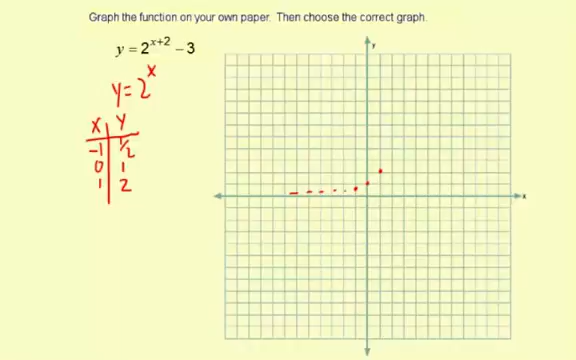 Graph the function on your own paper. Then choose the correct graph.
y = 2^{x+2} – 3
y = 2^x
X Y
-1 1/2
0 1
1 2
y
x